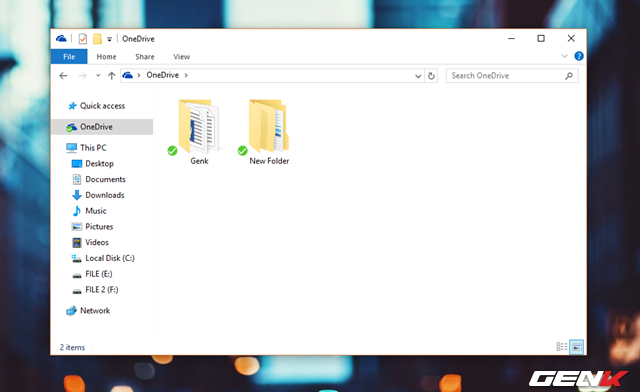 OneDrive
File Home Share View
OneDrive
Search OneDrive
Quick access
OneDrive
This PC
Desktop
Documents
Downloads
Music
Pictures
Videos
Local Disk (C:)
FILE (E:)
FILE 2 (F:)
Network
Genk
New Folder
2 items
GENK